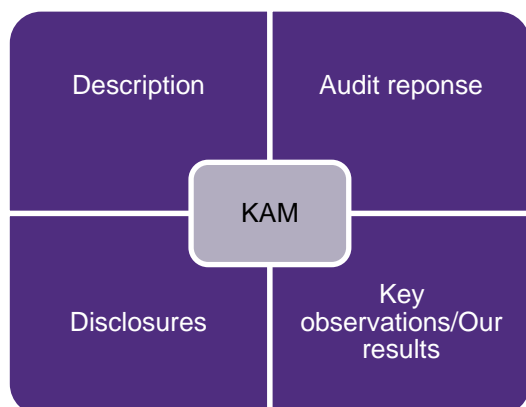 Description
Audit reponse
KAM
Disclosures
Key
observations/Our
results